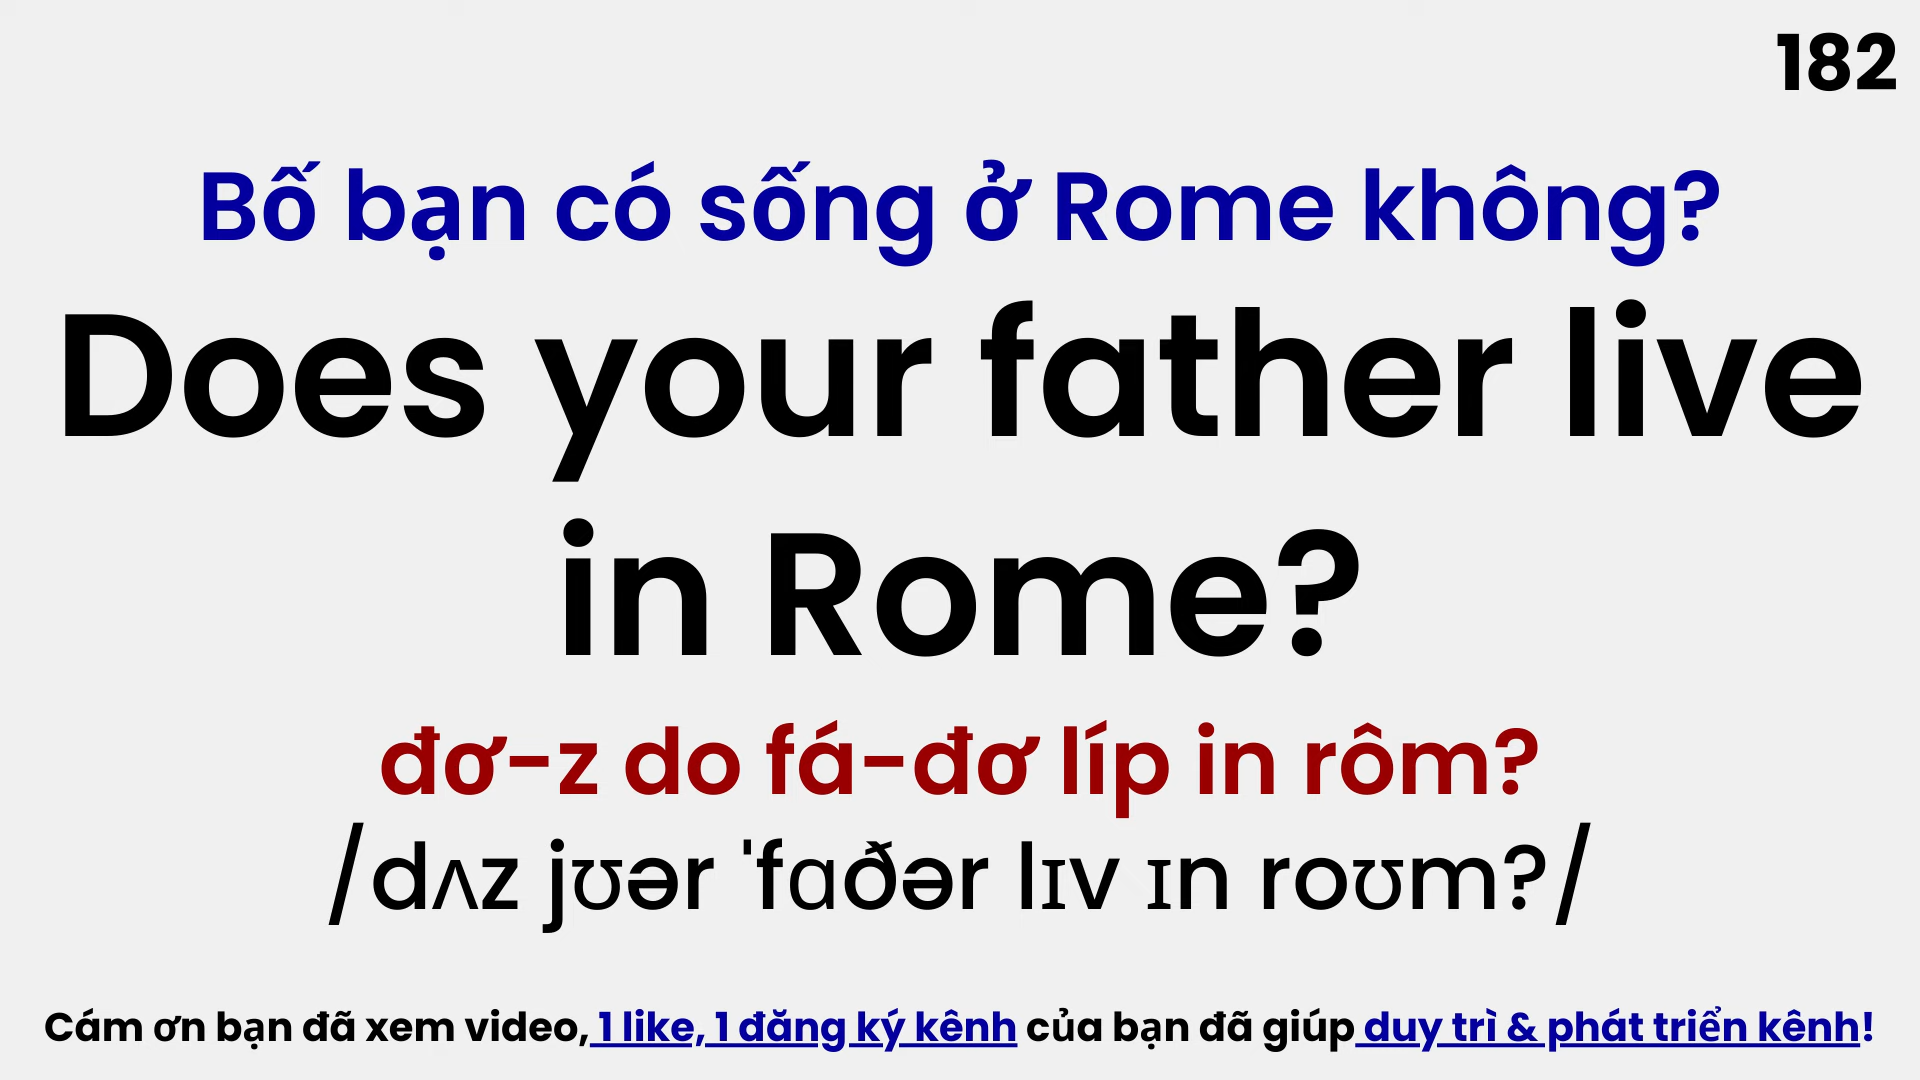 182
Bố bạn có sống ở Rome không?
Does your father live
in Rome?
đơ-z do fá-đơ líp in rôm?
/dʌz jʊər ˈfɑðər lɪv ɪn roʊm?/
Cám ơn bạn đã xem video, 1 like, 1 đăng ký kênh của bạn đã giúp duy trì & phát triển kênh!